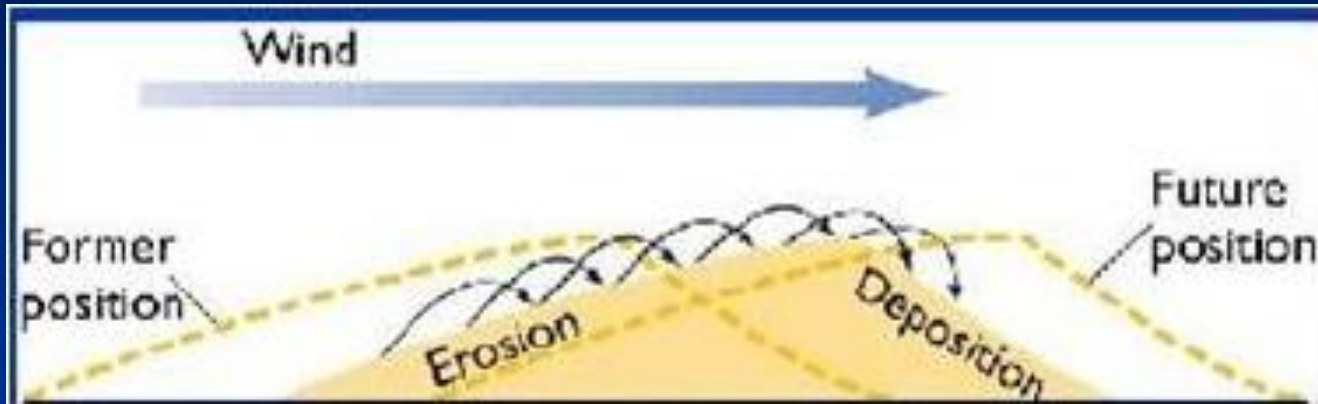 Wind
Former
position
Future
position
Erosion
Deposition